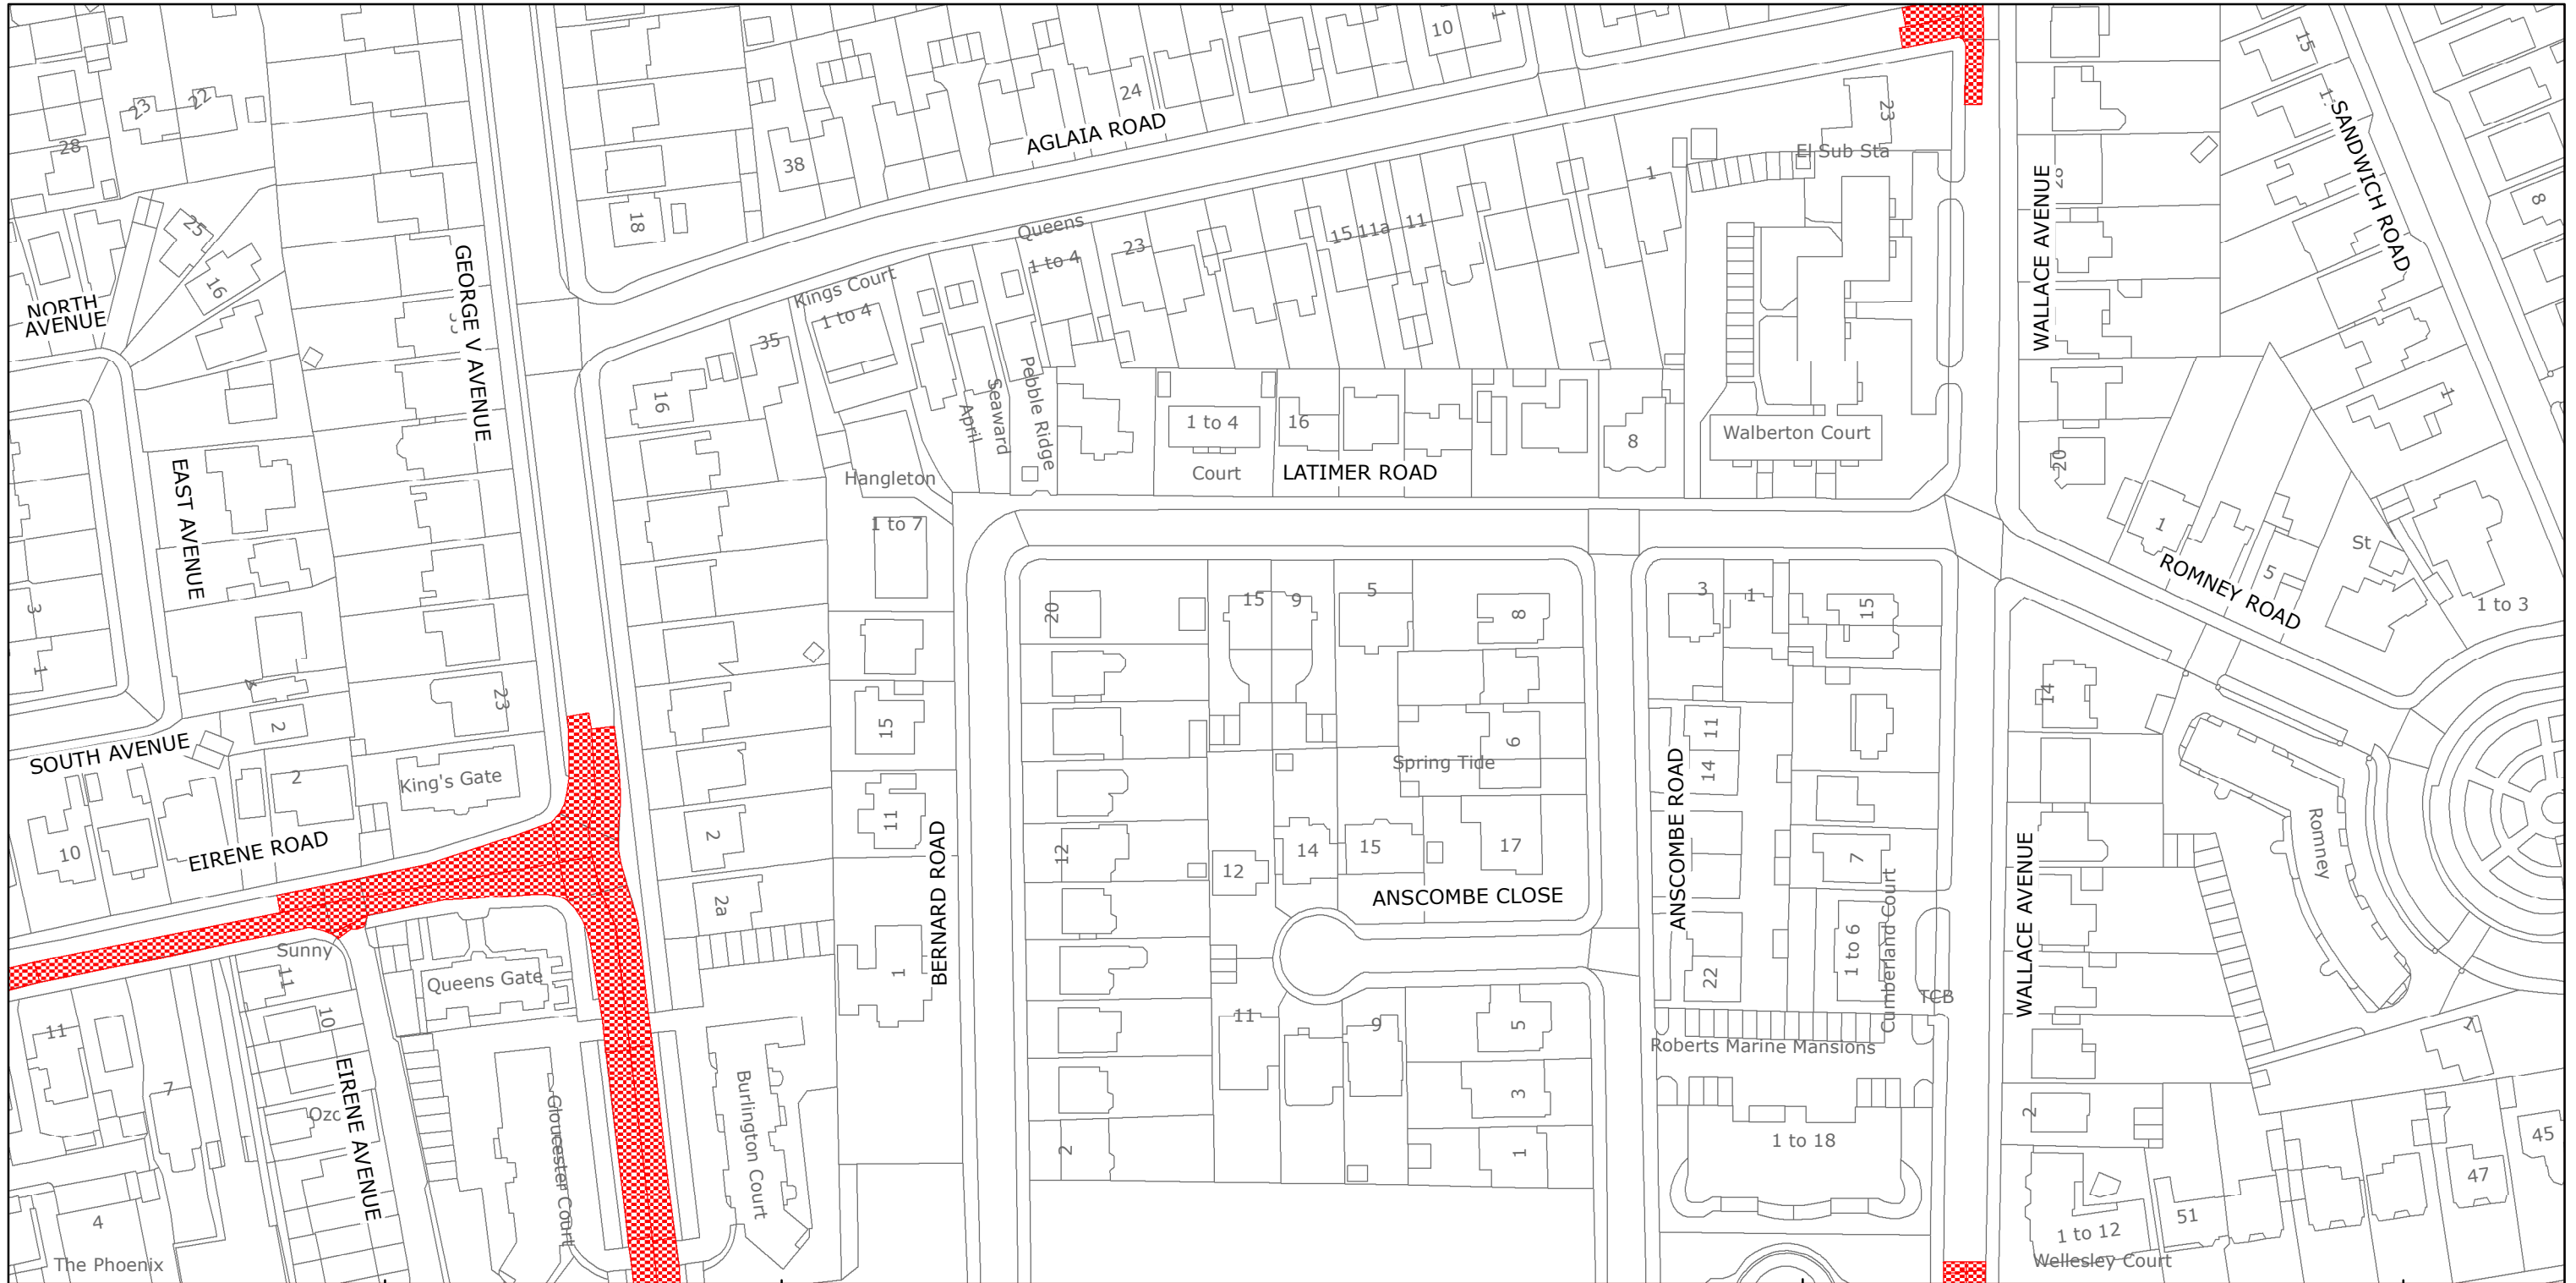 10
1
24
AGLAIA ROAD
38
18
23
22
28
25
16
NORTH
AVENUE
GEORGE V AVENUE
EAST AVENUE
3
1
4
2
23
SOUTH AVENUE
2
King's Gate
10
EIRENE ROAD
Sunny
11
10
Queens Gate
11
7
EIRENE AVENUE
4
The Phoenix
Gloucester Court
Burlington Court
Queens
1 to 4
Kings Court
1 to 4
35
16
23
15
11a
11
1
El Sub Sta
23
Pebble Ridge
Seaward
April
Hangleton
1 to 7
1 to 4
Court
16
LATIMER ROAD
8
Walberton Court
WALLACE AVENUE
SANDWICH ROAD
15
8
1
20
1
ROMNEY ROAD
5
St
1 to 3
20
15
9
5
8
6
Spring Tide
12
12
14
15
17
ANSCOMBE CLOSE
15
11
2
2a
1
BERNARD ROAD
3
1
15
11
14
ANSCOMBE ROAD
22
7
1 to 6
Cumberland Court
TCB
Roberts Marine Mansions
1 to 18
11
9
5
3
1
2
14
WALLACE AVENUE
Romney
2
1 to 12
Wellesley Court
51
47
45